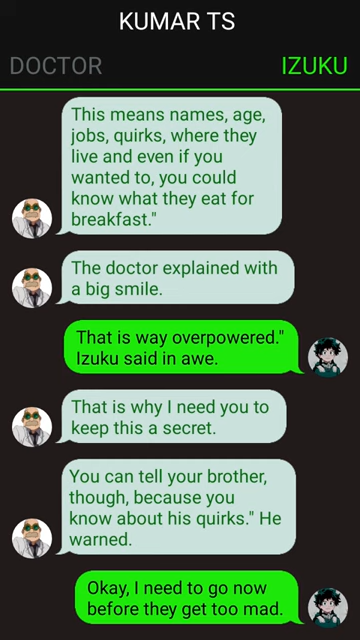 KUMAR TS
DOCTOR
IZUKU
This means names, age,
jobs, quirks, where they
live and even if you
wanted to, you could
know what they eat for
breakfast."
The doctor explained with
a big smile.
That is way overpowered."
Izuku said in awe.
That is why I need you to
keep this a secret.
You can tell your brother,
though, because you
know about his quirks." He
warned.
Okay, I need to go now
before they get too mad.